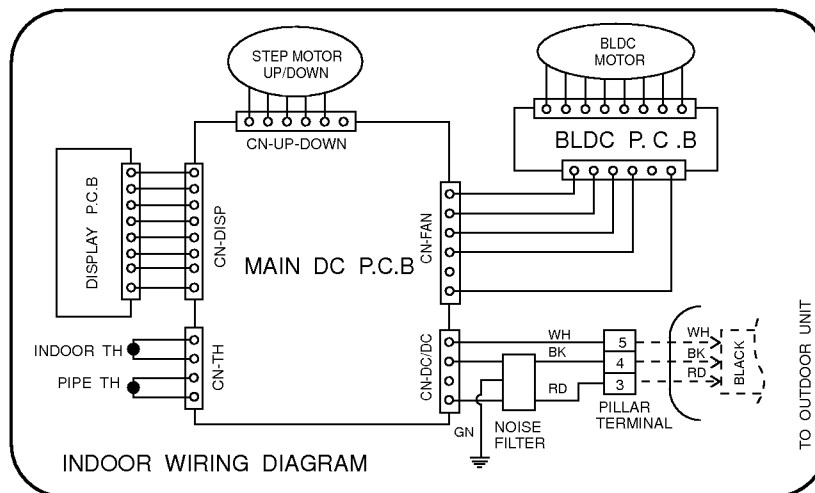 STEP MOTOR
UP/DOWN
BLDC
MOTOR
CN-UP-DOWN
BLDC P. C .B
DISPLAY P.C.B
CN-DISP
MAIN DC P.C.B
CN-FAN
INDOOR TH
PIPE TH
CN-TH
CN-DC/DC
WH
BK
RD
GN
NOISE
FILTER
5
4
3
PILLAR
TERMINAL
WH
BK
RD
BLACK
TO OUTDOOR UNIT
INDOOR WIRING DIAGRAM